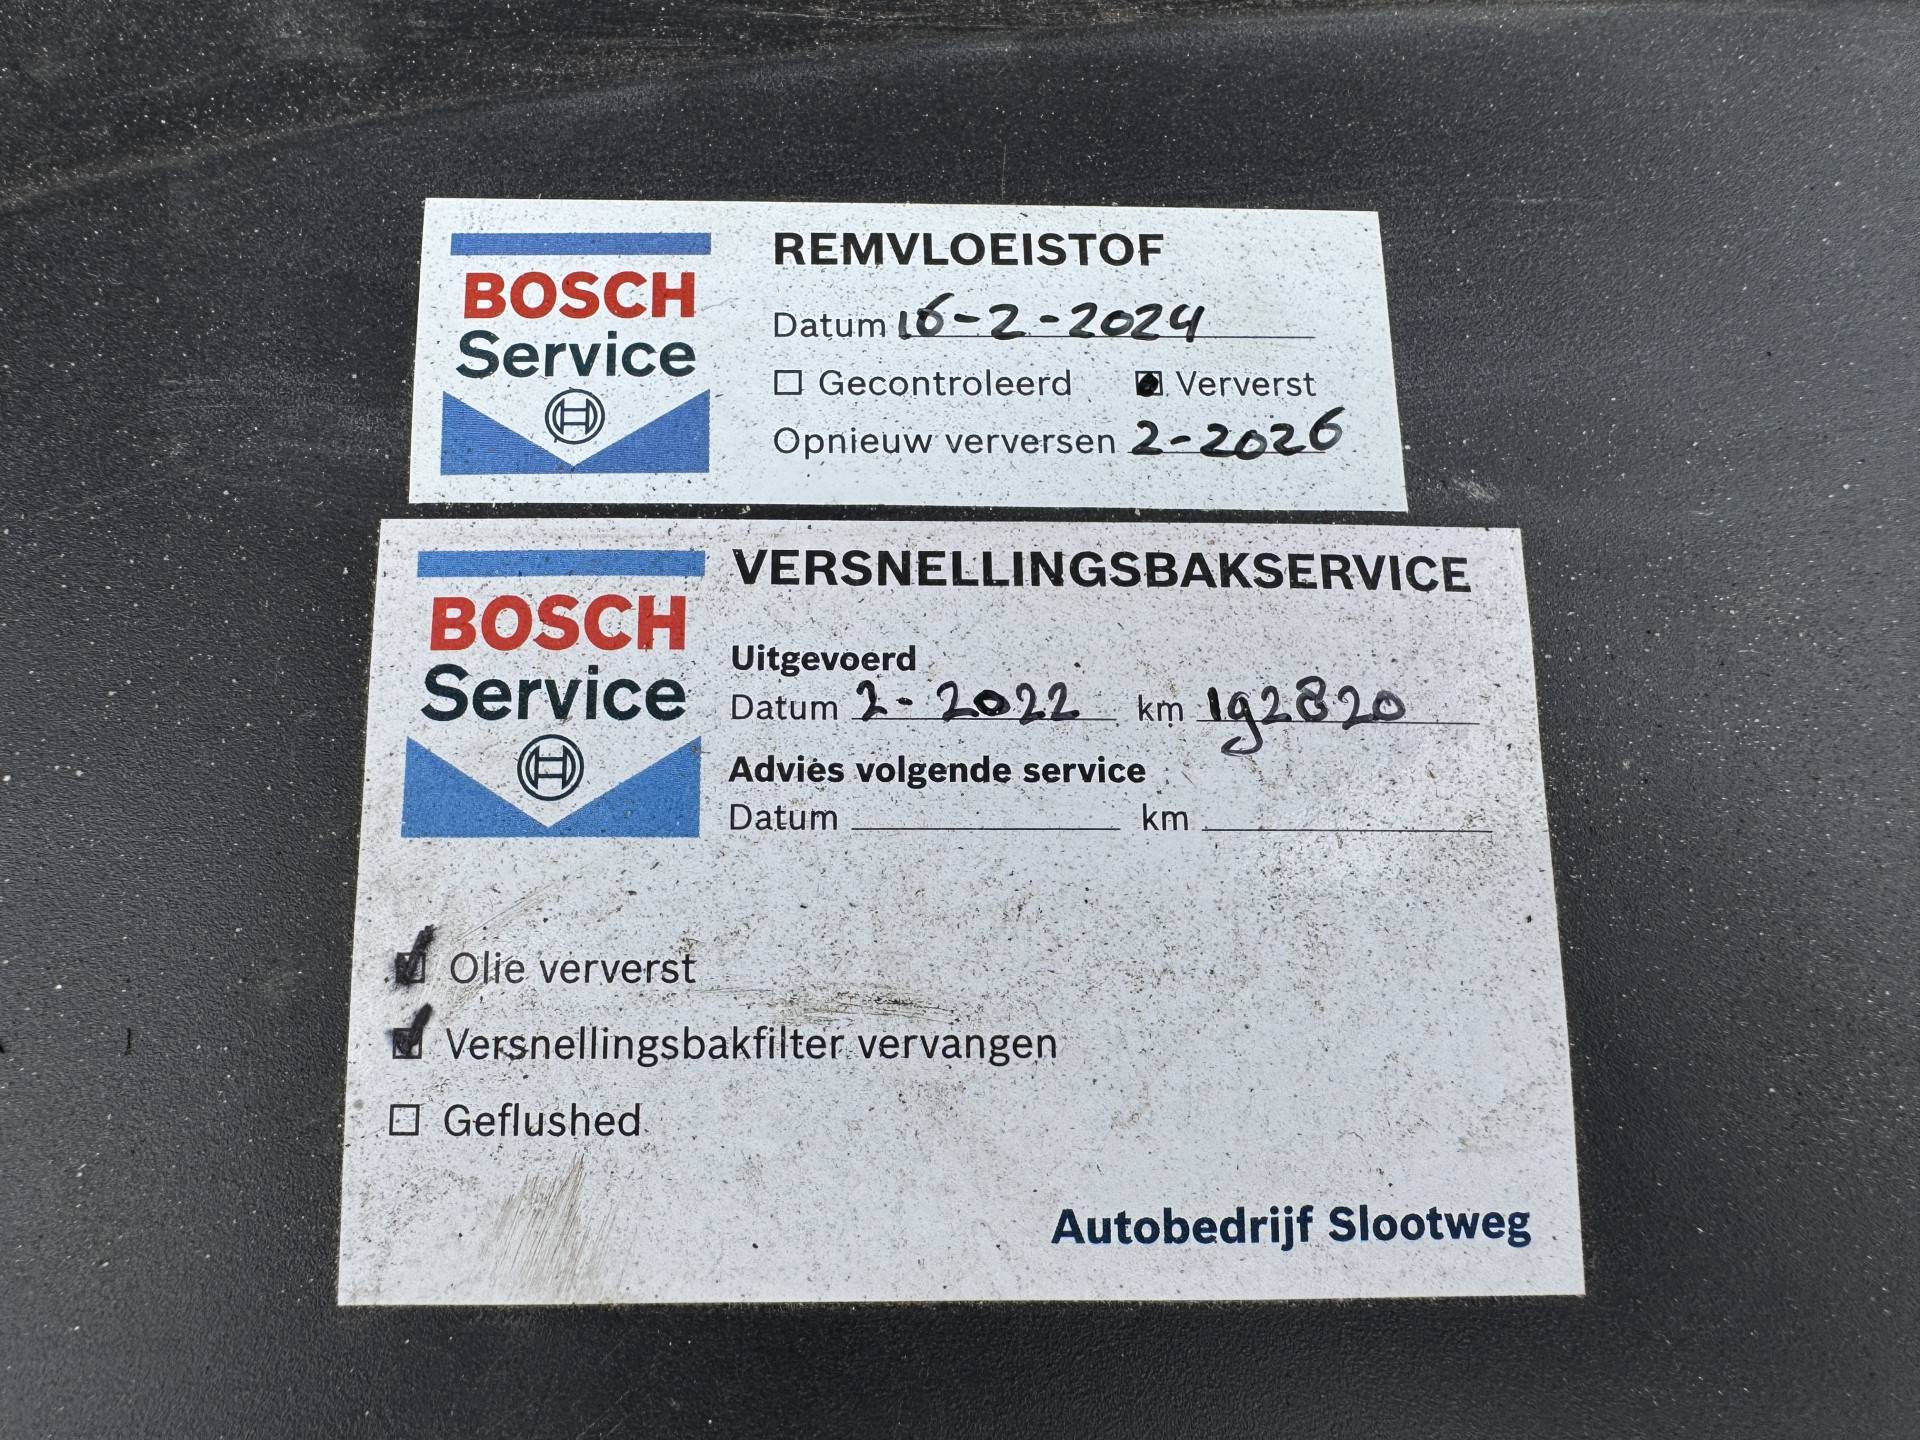 BOSCH
Service
REMVLOEISTOF
Datum 16-2-2024
☐ Gecontroleerd ☑ Ververst
Opnieuw verversen 2-2026
BOSCH
Service
VERSNELLINGSBAKSERVICE
Uitgevoerd
Datum 2-2022 km 192820
Advies volgende service
Datum km
☑ Olie ververst
☑ Versnellingsbakfilter vervangen
☐ Geflushed
Autobedrijf Slootweg